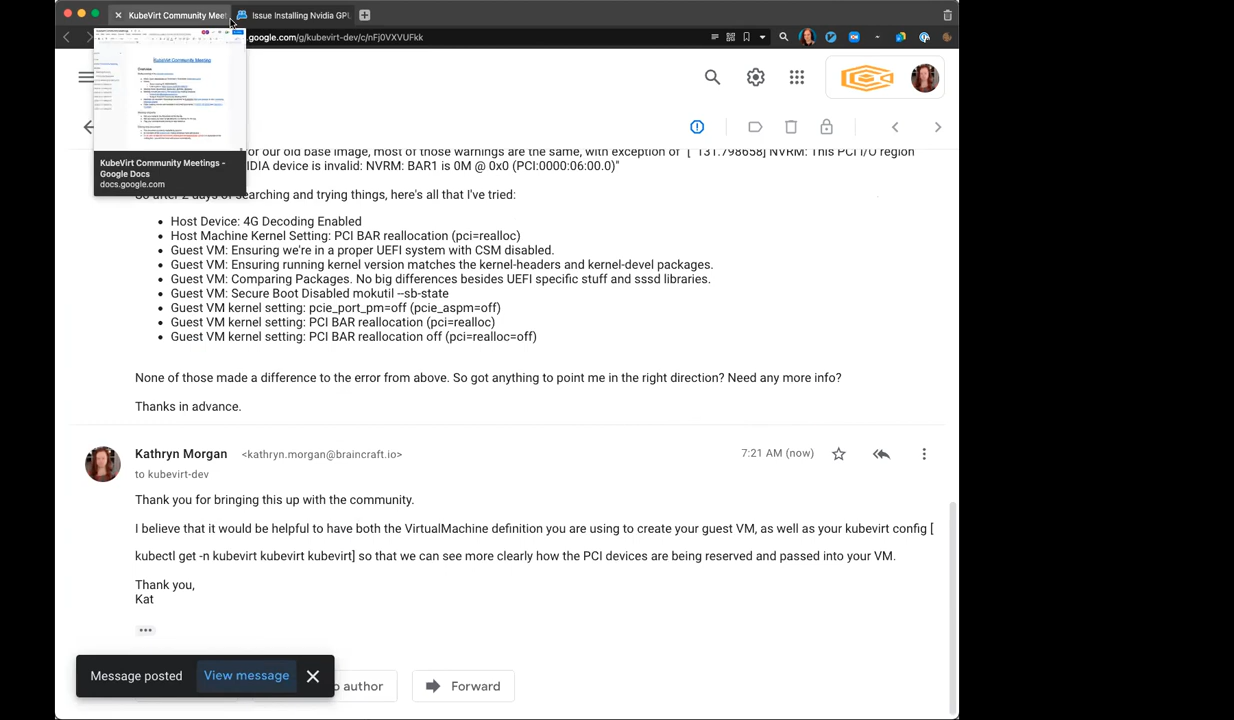 KubeVirt Community Meet
Issue Installing Nvidia GPU
google.com/g/kubevirt-dev/c/nFj0VXVUFkk
KubeVirt Community Meeting
KubeVirt Community Meetings -
Google Docs
docs.google.com
or our old base image, most of those warnings are the same, with exception of "[ 131.798658] NVRM: This PCI I/O region
IDIA device is invalid: NVRM: BAR1 is 0M @ 0x0 (PCI:0000:06:00.0)"
So after 2 days of searching and trying things, here's all that I've tried:
Host Device: 4G Decoding Enabled
Host Machine Kernel Setting: PCI BAR reallocation (pci=realloc)
Guest VM: Ensuring we're in a proper UEFI system with CSM disabled.
Guest VM: Ensuring running kernel version matches the kernel-headers and kernel-devel packages.
Guest VM: Comparing Packages. No big differences besides UEFI specific stuff and sssd libraries.
Guest VM: Secure Boot Disabled mokutil --sb-state
Guest VM kernel setting: pcie_port_pm=off (pcie_aspm=off)
Guest VM kernel setting: PCI BAR reallocation (pci=realloc)
Guest VM kernel setting: PCI BAR reallocation off (pci=realloc=off)
None of those made a difference to the error from above. So got anything to point me in the right direction? Need any more info?
Thanks in advance.
Kathryn Morgan <kathryn.morgan@braincraft.io> 7:21 AM (now)
to kubevirt-dev
Thank you for bringing this up with the community.
I believe that it would be helpful to have both the VirtualMachine definition you are using to create your guest VM, as well as your kubevirt config [
kubectl get -n kubevirt kubevirt kubevirt] so that we can see more clearly how the PCI devices are being reserved and passed into your VM.
Thank you,
Kat
Message posted View message
o author Forward